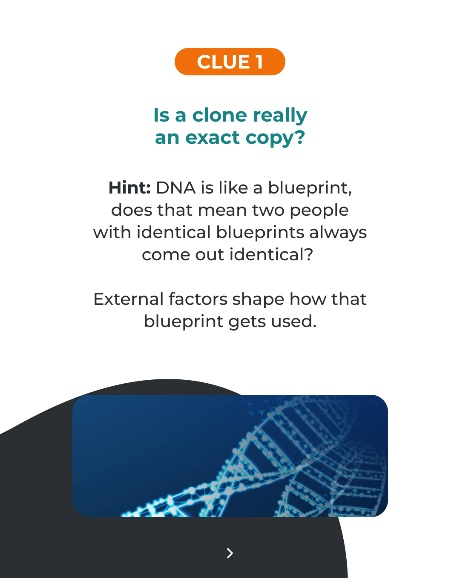 CLUE 1
Is a clone really
an exact copy?
Hint: DNA is like a blueprint,
does that mean two people
with identical blueprints always
come out identical?
External factors shape how that
blueprint gets used.